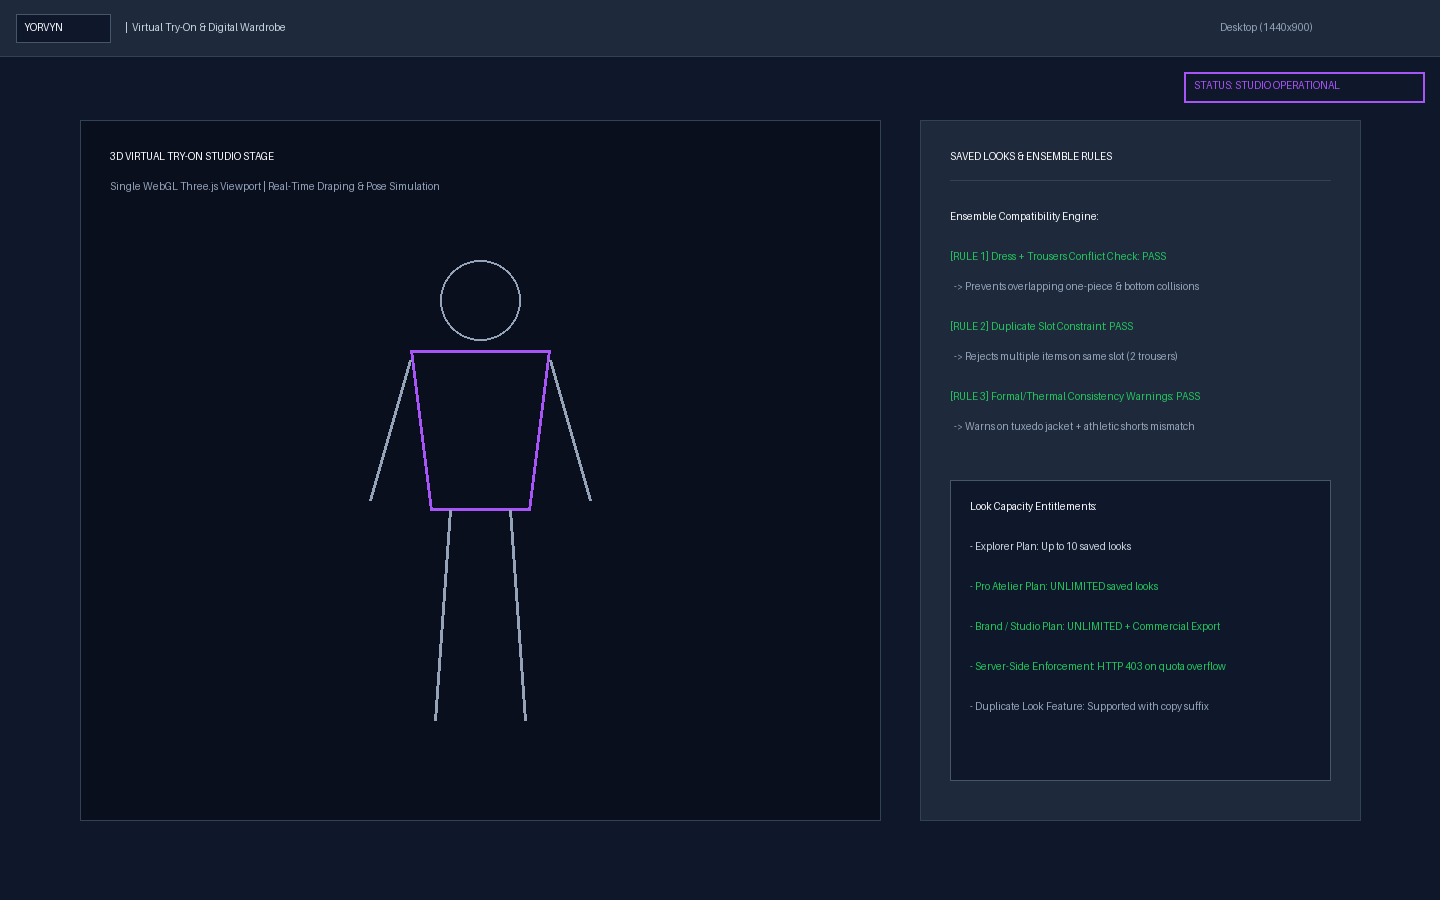 YORVYN
| Virtual Try-On & Digital Wardrobe
Desktop (1440x900)
STATUS: STUDIO OPERATIONAL
3D VIRTUAL TRY-ON STUDIO STAGE
Single WebGL Three.js Viewport | Real-Time Draping & Pose Simulation
SAVED LOOKS & ENSEMBLE RULES
Ensemble Compatibility Engine:
[RULE 1] Dress + Trousers Conflict Check: PASS
-> Prevents overlapping one-piece & bottom collisions
[RULE 2] Duplicate Slot Constraint: PASS
-> Rejects multiple items on same slot (2 trousers)
[RULE 3] Formal/Thermal Consistency Warnings: PASS
-> Warns on tuxedo jacket + athletic shorts mismatch
Look Capacity Entitlements:
- Explorer Plan: Up to 10 saved looks
- Pro Atelier Plan: UNLIMITED saved looks
- Brand / Studio Plan: UNLIMITED + Commercial Export
- Server-Side Enforcement: HTTP 403 on quota overflow
- Duplicate Look Feature: Supported with copy suffix